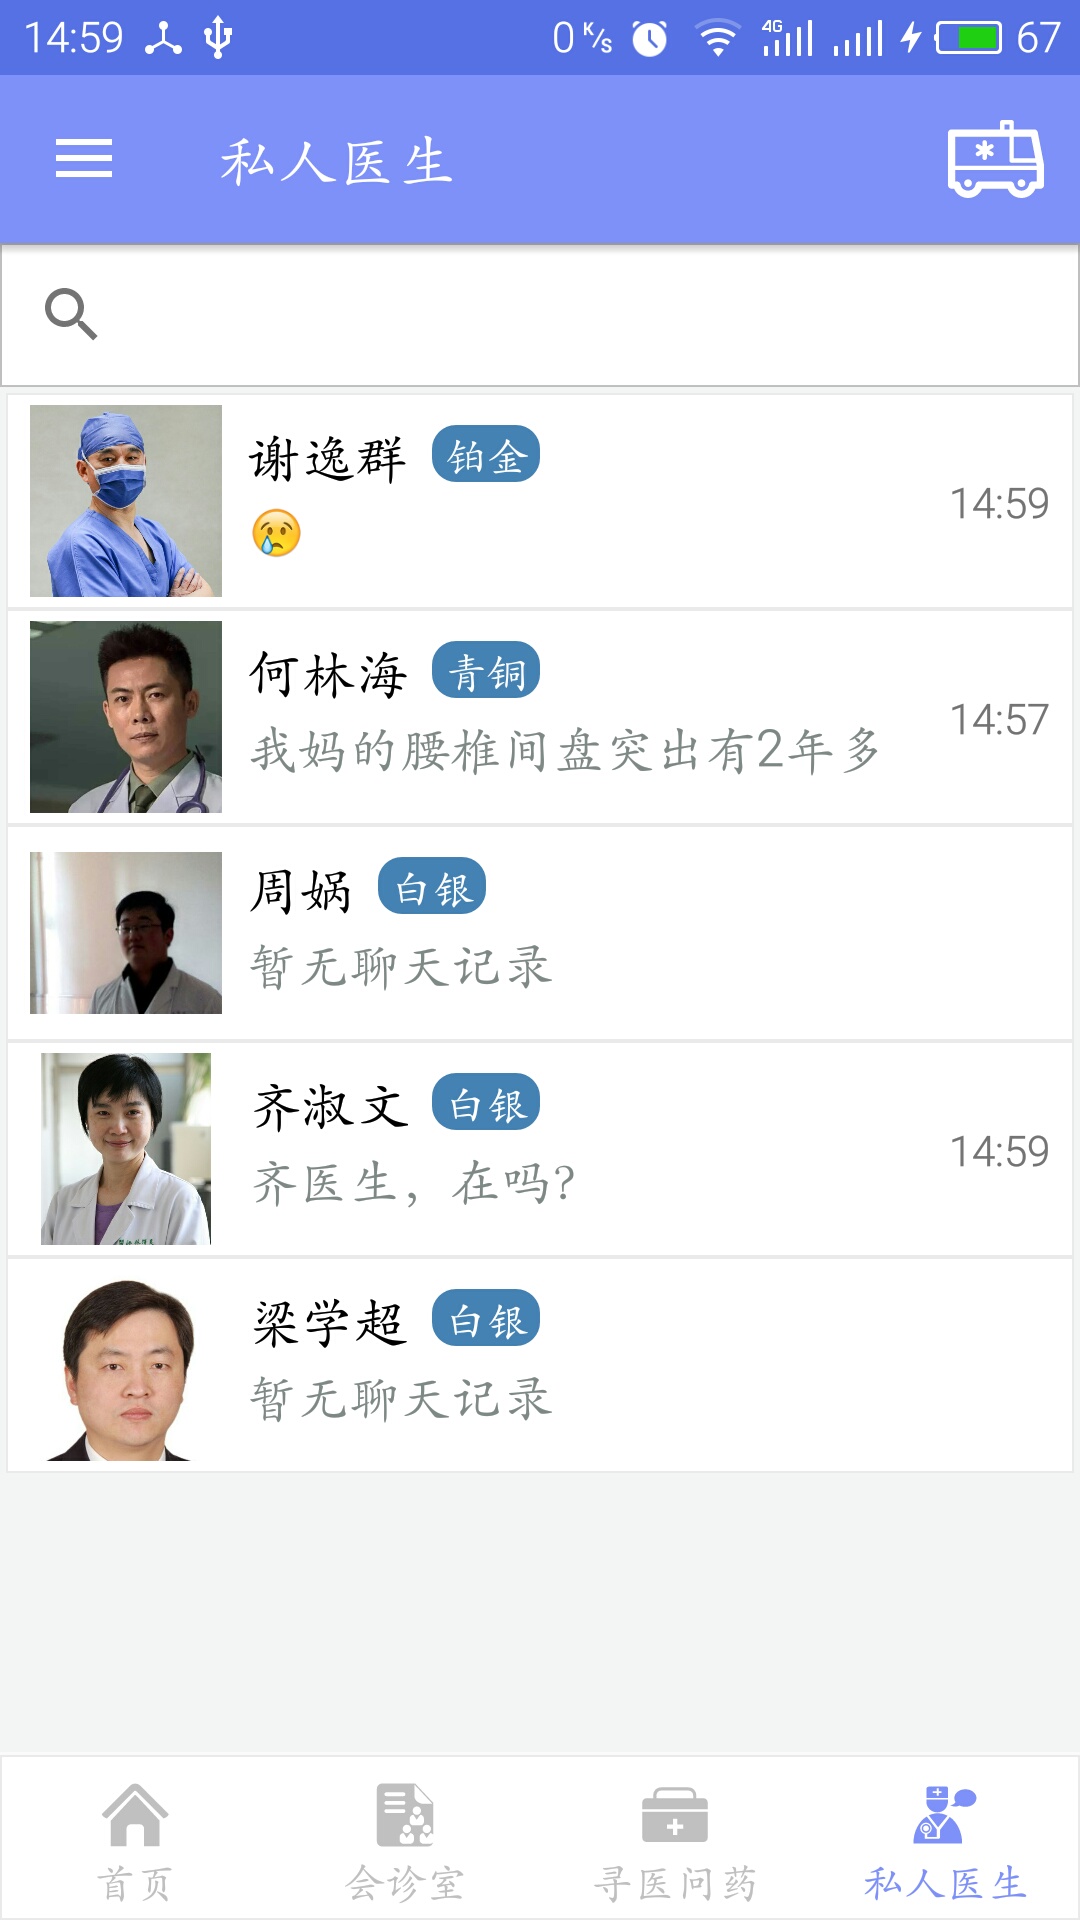 14:59 0 K/s 4G 67
私人医生
谢逸群 铂金
😢 14:59
何林海 青铜
我妈的腰椎间盘突出有2年多 14:57
周娲 白银
暂无聊天记录
齐淑文 白银
齐医生，在吗? 14:59
梁学超 白银
暂无聊天记录
首页 会诊室 寻医问药 私人医生